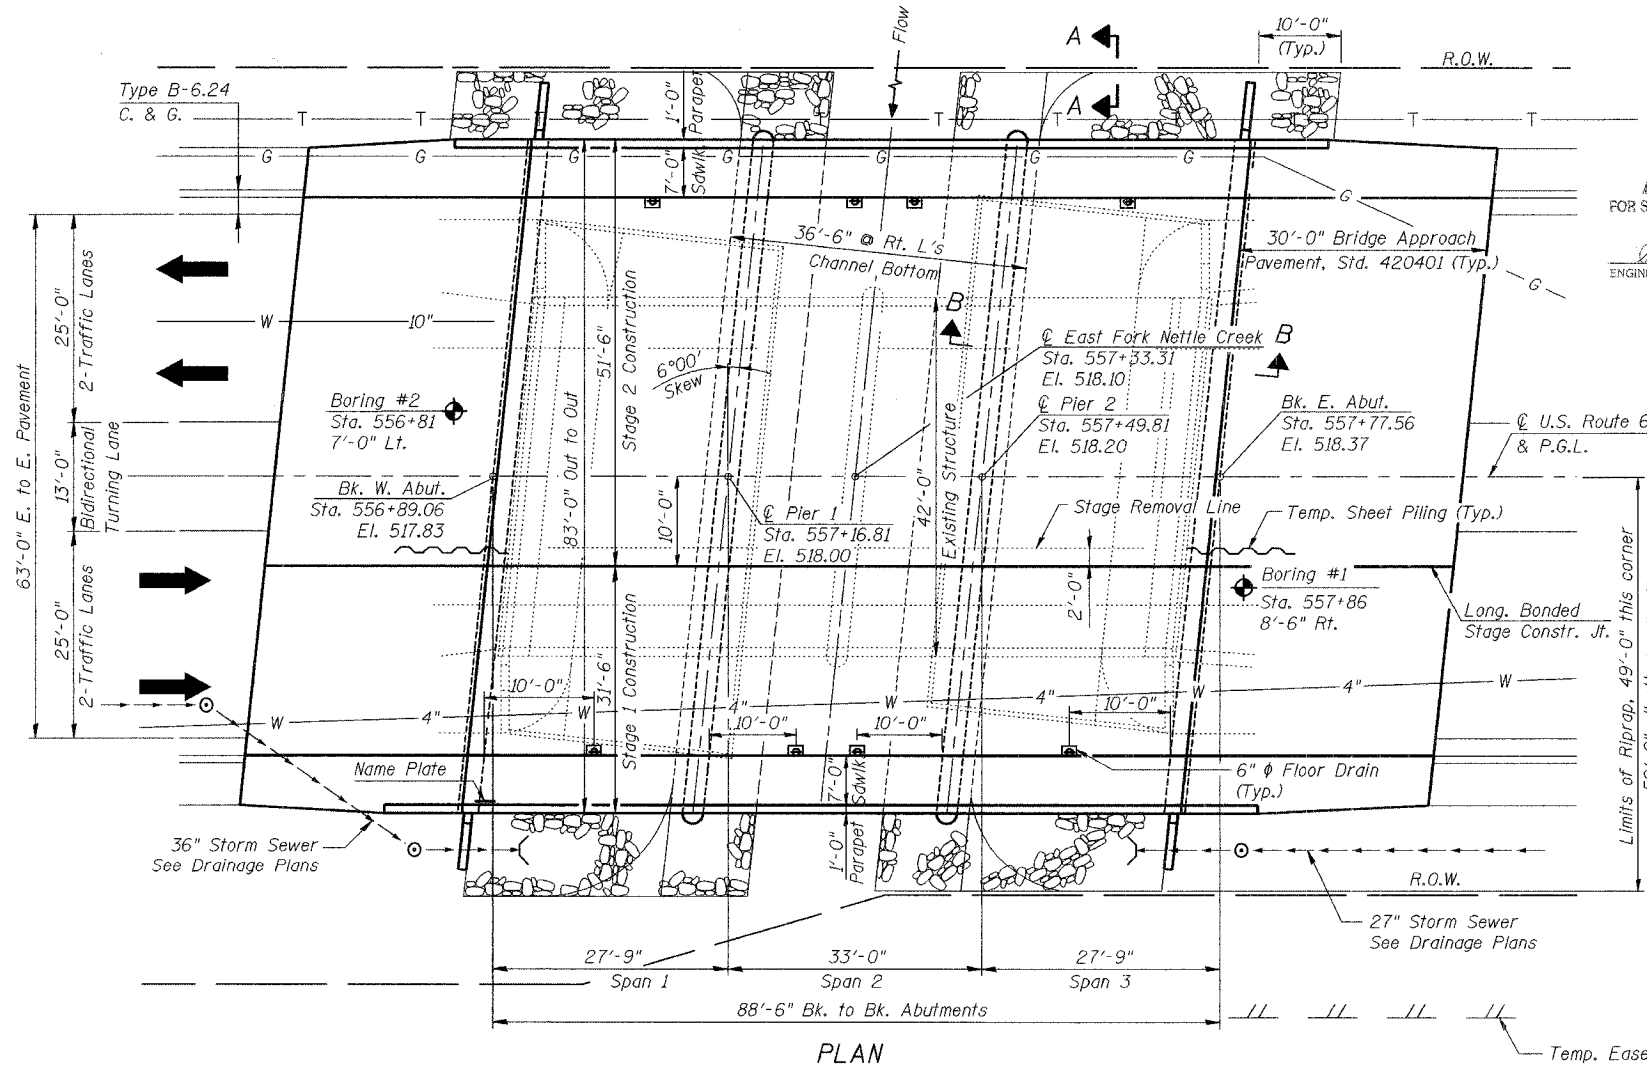 Flow
A
A
10'-0"
(Typ.)
R.O.W.
Type B-6.24
C. & G.
T T T T T T
1'-0"
Parapet
7'-0"
Sdwlk.
G G G G G G G G G
FOR S
ENGIN
36'-6" @ Rt. L's
Channel Bottom
30'-0" Bridge Approach
Pavement, Std. 420401 (Typ.)
2-Traffic Lanes
25'-0"
W 10"
63'-0" E. to E. Pavement
13'-0"
Bidirectional
Turning Lane
25'-0"
2-Traffic Lanes
6°00'
Skew
51'-6"
Stage 2 Construction
83'-0" Out to Out
B
B
℄ East Fork Nettle Creek
Sta. 557+33.31
El. 518.10
Boring #2
Sta. 556+81
7'-0" Lt.
℄ Pier 2
Sta. 557+49.81
El. 518.20
Bk. E. Abut.
Sta. 557+77.56
El. 518.37
℄ U.S. Route 6
& P.G.L.
Bk. W. Abut.
Sta. 556+89.06
El. 517.83
10'-0"
℄ Pier 1
Sta. 557+16.81
El. 518.00
42'-0"
Existing Structure
Stage Removal Line
Temp. Sheet Piling (Typ.)
2'-0"
Boring #1
Sta. 557+86
8'-6" Rt.
Long. Bonded
Stage Constr. Jt.
Limits of Riprap, 49'-0" this corner
31'-6"
Stage 1 Construction
10'-0"
W 4" W 4" W 4" W 4" W
10'-0"
10'-0"
10'-0"
Name Plate
7'-0"
Sdwlk.
1'-0"
Parapet
6" ϕ Floor Drain
(Typ.)
36" Storm Sewer
See Drainage Plans
R.O.W.
27" Storm Sewer
See Drainage Plans
27'-9"
Span 1
33'-0"
Span 2
27'-9"
Span 3
88'-6" Bk. to Bk. Abutments
PLAN
Temp. Ease